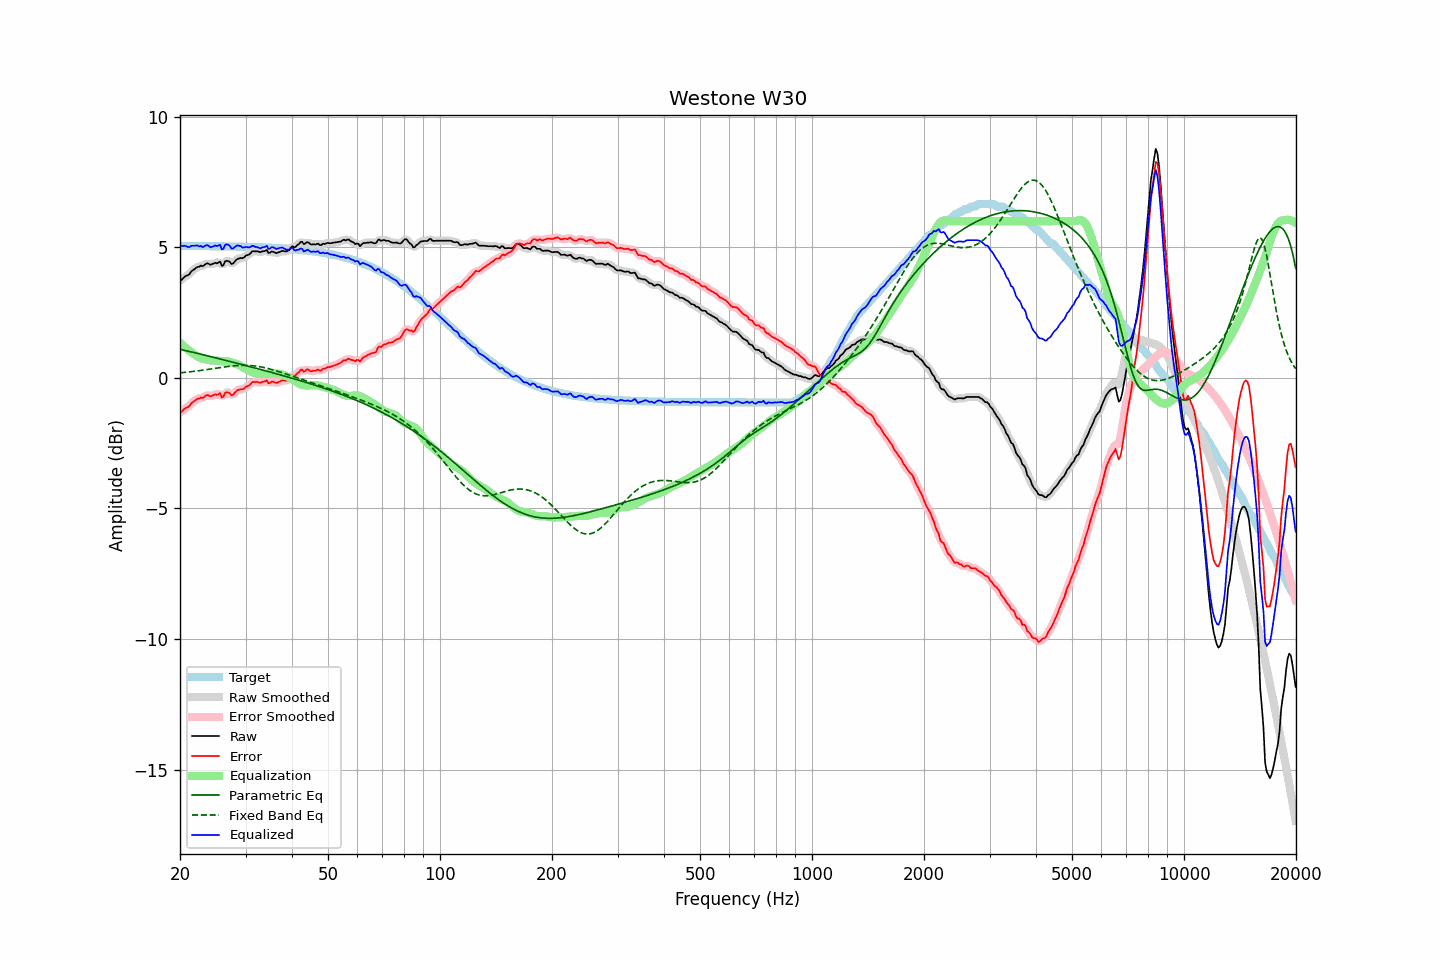 Westone W30
Amplitude (dBr)
10
5
0
−5
−10
−15
Target
Raw Smoothed
Error Smoothed
Raw
Error
Equalization
Parametric Eq
Fixed Band Eq
Equalized
20 50 100 200 500 1000 2000 5000 10000 20000
Frequency (Hz)